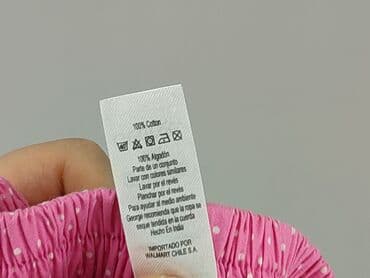 100% Cotton
100% Algodón
Parte de un conjunto
Lavar con colores similares
Lavar por el revés
Planchar por el revés
Para ayudar al medio ambiente
George recomienda que la ropa se
seque tendida en la cuerda
Hecho En India
IMPORTADO POR
WALMART CHILE S.A